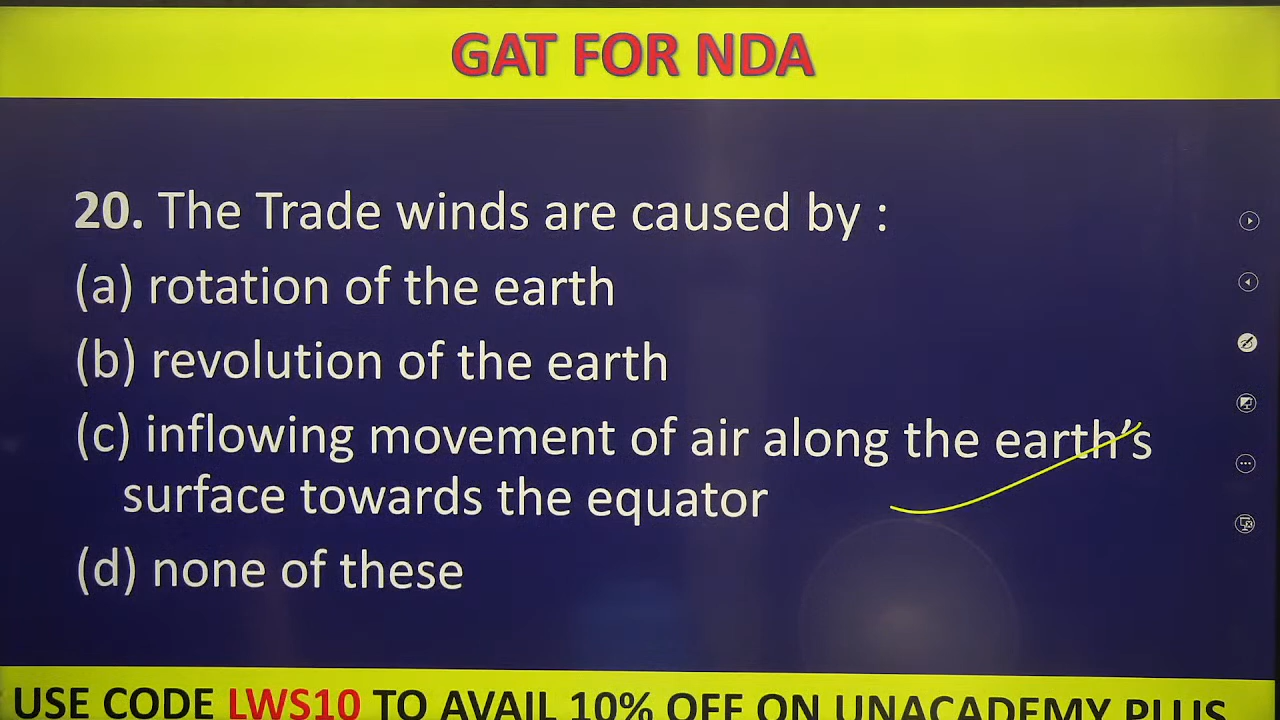 GAT FOR NDA
20. The Trade winds are caused by :
(a) rotation of the earth
(b) revolution of the earth
(c) inflowing movement of air along the earth's
surface towards the equator
(d) none of these
USE CODE LWS10 TO AVAIL 10% OFF ON UNACADEMY PLUS